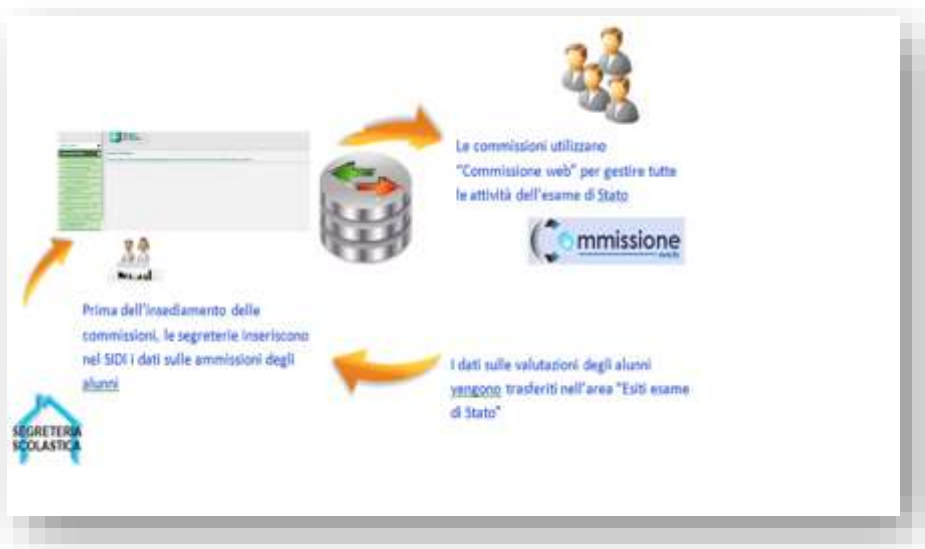 Le commissioni utilizzano
"Commissione web" per gestire tutte
le attività dell'esame di Stato
Commissione
web
Prima dell'insediamento delle
commissioni, le segreterie inseriscono
nel SIDI i dati sulle ammissioni degli
alunni
I dati sulle valutazioni degli alunni
vengono trasferiti nell'area "Esiti esame
di Stato"
SEGRETERIA
SCOLASTICA